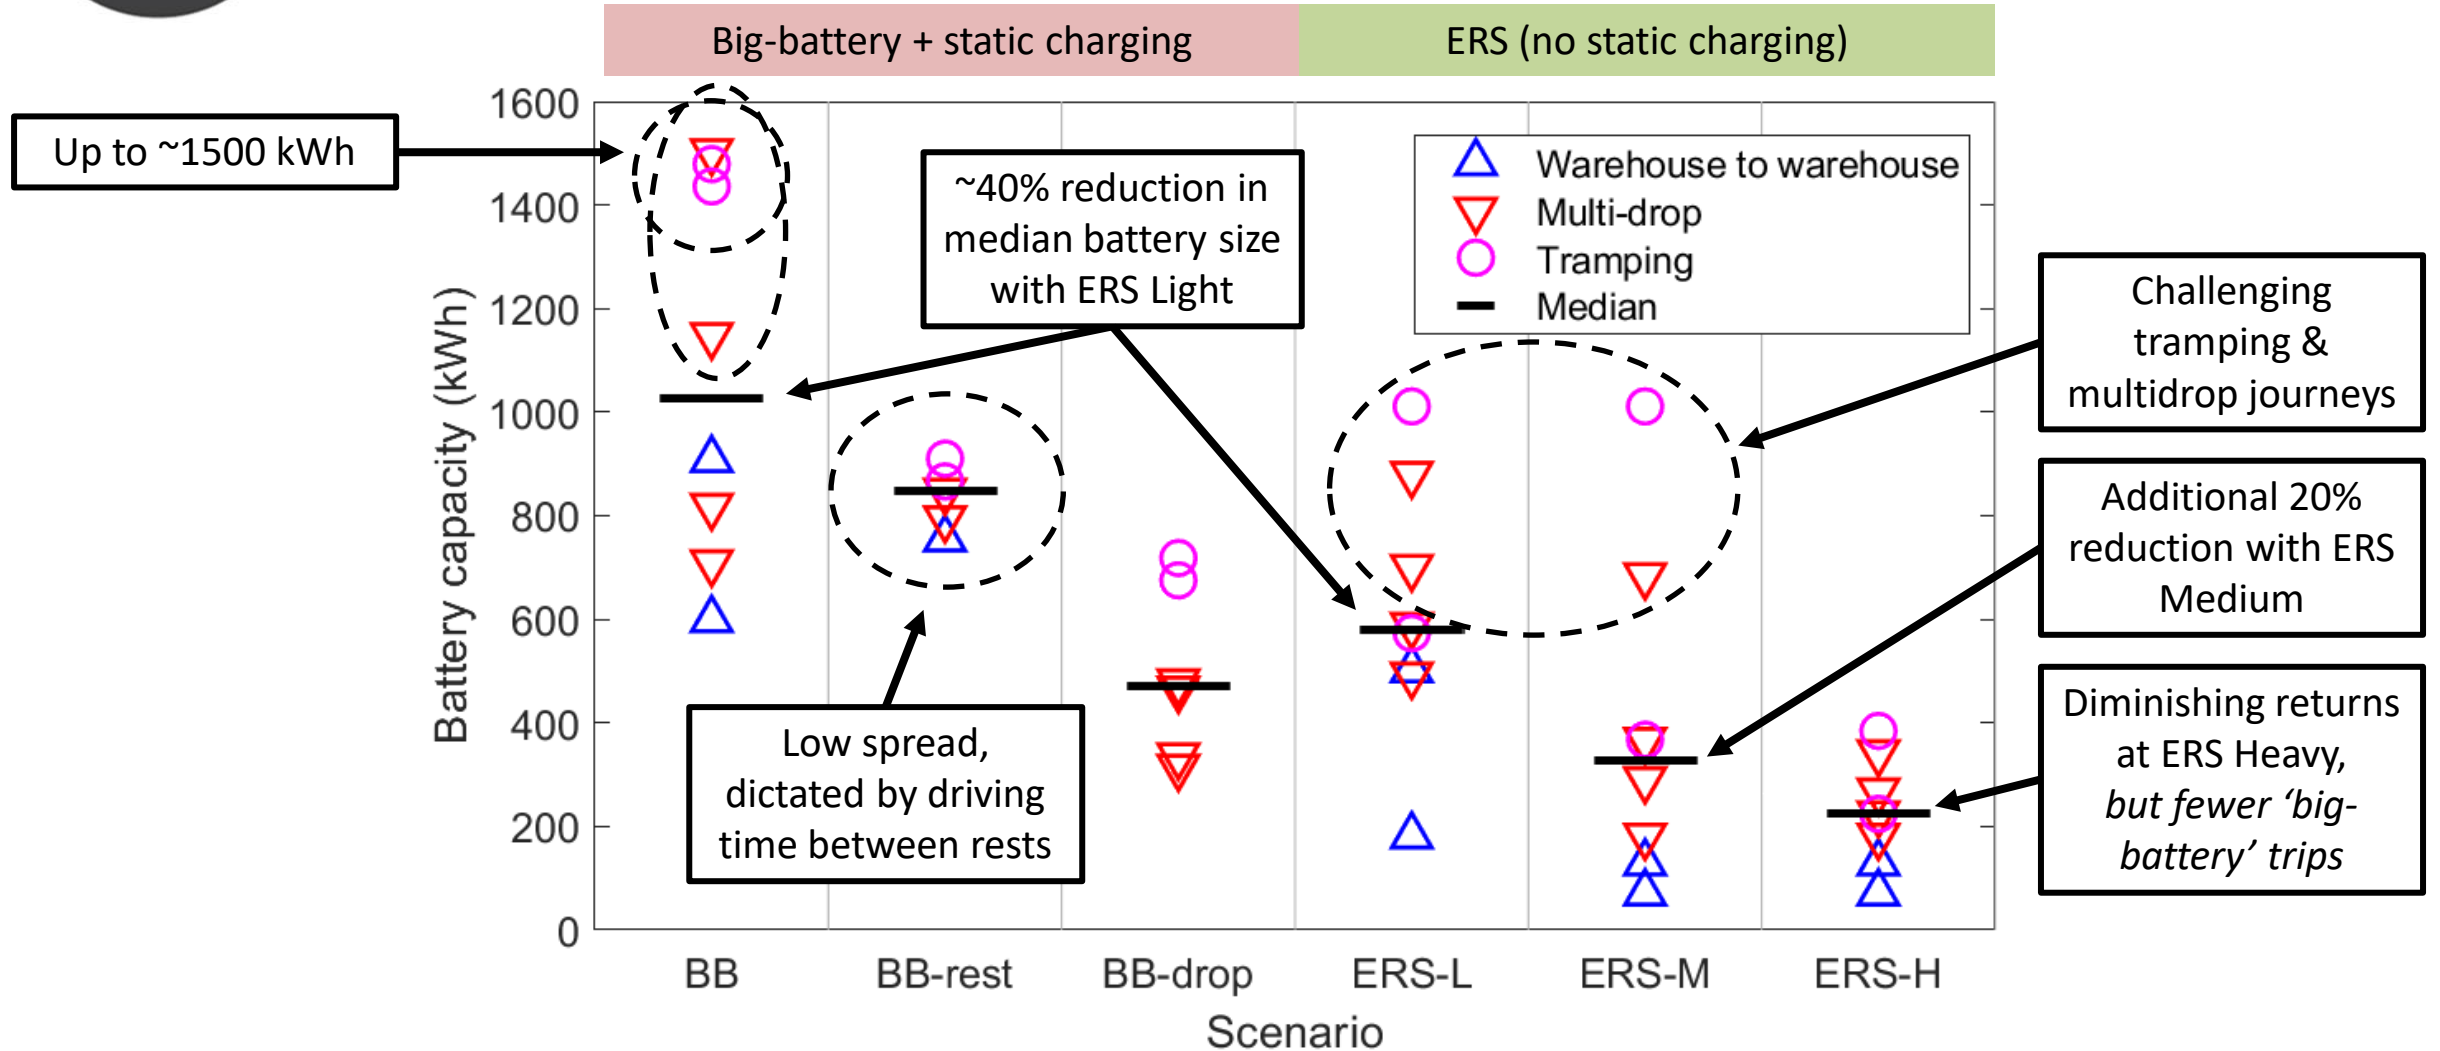 Big-battery + static charging
ERS (no static charging)
Up to ~1500 kWh
~40% reduction in
median battery size
with ERS Light
Warehouse to warehouse
Multi-drop
Tramping
Median
Challenging
tramping &
multidrop journeys
Additional 20%
reduction with ERS
Medium
Diminishing returns
at ERS Heavy,
but fewer ‘big-
battery’ trips
Low spread,
dictated by driving
time between rests
Battery capacity (kWh)
1600
1400
1200
1000
800
600
400
200
0
BB
BB-rest
BB-drop
ERS-L
ERS-M
ERS-H
Scenario